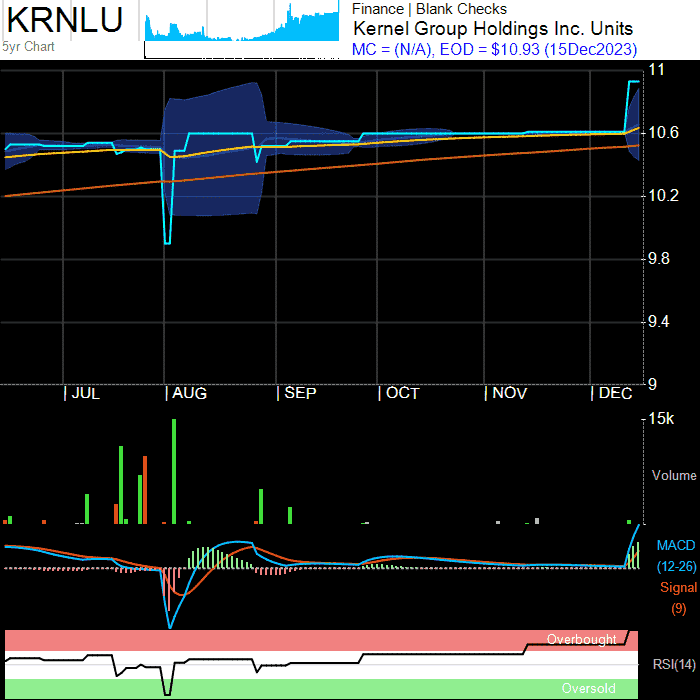 KRNLU
5yr Chart
Finance | Blank Checks
Kernel Group Holdings Inc. Units
MC = (N/A), EOD = $10.93 (15Dec2023)
11
10.6
10.2
9.8
9.4
9
JUL AUG SEP OCT NOV DEC
15k
Volume
MACD
(12-26)
Signal
(9)
Overbought
RSI(14)
Oversold